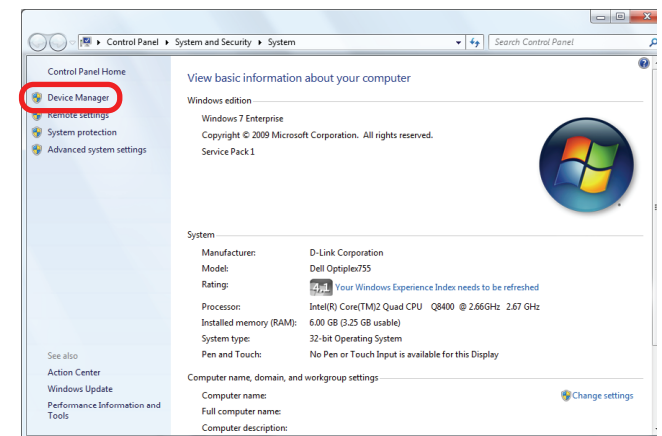 Control Panel ▸ System and Security ▸ System
Search Control Panel
Control Panel Home
Device Manager
Remote settings
System protection
Advanced system settings
See also
Action Center
Windows Update
Performance Information and
Tools
View basic information about your computer
Windows edition
Windows 7 Enterprise
Copyright © 2009 Microsoft Corporation. All rights reserved.
Service Pack 1
System
Manufacturer: D-Link Corporation
Model: Dell Optiplex755
Rating: 4,1 Your Windows Experience Index needs to be refreshed
Processor: Intel(R) Core(TM)2 Quad CPU Q8400 @ 2.66GHz 2.67 GHz
Installed memory (RAM): 6.00 GB (3.25 GB usable)
System type: 32-bit Operating System
Pen and Touch: No Pen or Touch Input is available for this Display
Computer name, domain, and workgroup settings
Computer name: Change settings
Full computer name:
Computer description: